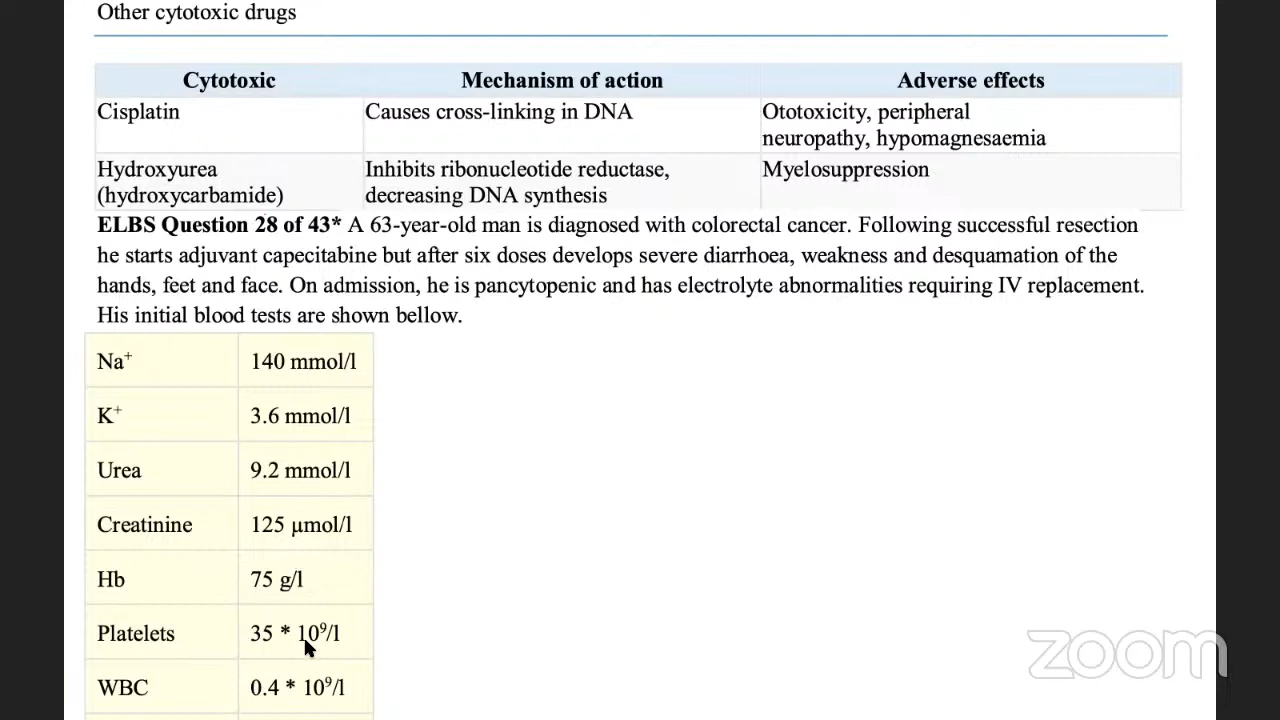 Other cytotoxic drugs
Cytotoxic Mechanism of action Adverse effects
Cisplatin Causes cross-linking in DNA Ototoxicity, peripheral
neuropathy, hypomagnesaemia
Hydroxyurea Inhibits ribonucleotide reductase, Myelosuppression
(hydroxycarbamide) decreasing DNA synthesis
ELBS Question 28 of 43* A 63-year-old man is diagnosed with colorectal cancer. Following successful resection
he starts adjuvant capecitabine but after six doses develops severe diarrhoea, weakness and desquamation of the
hands, feet and face. On admission, he is pancytopenic and has electrolyte abnormalities requiring IV replacement.
His initial blood tests are shown bellow.
Na⁺ 140 mmol/l
K⁺ 3.6 mmol/l
Urea 9.2 mmol/l
Creatinine 125 µmol/l
Hb 75 g/l
Platelets 35 * 10⁹/l
WBC 0.4 * 10⁹/l
zoom